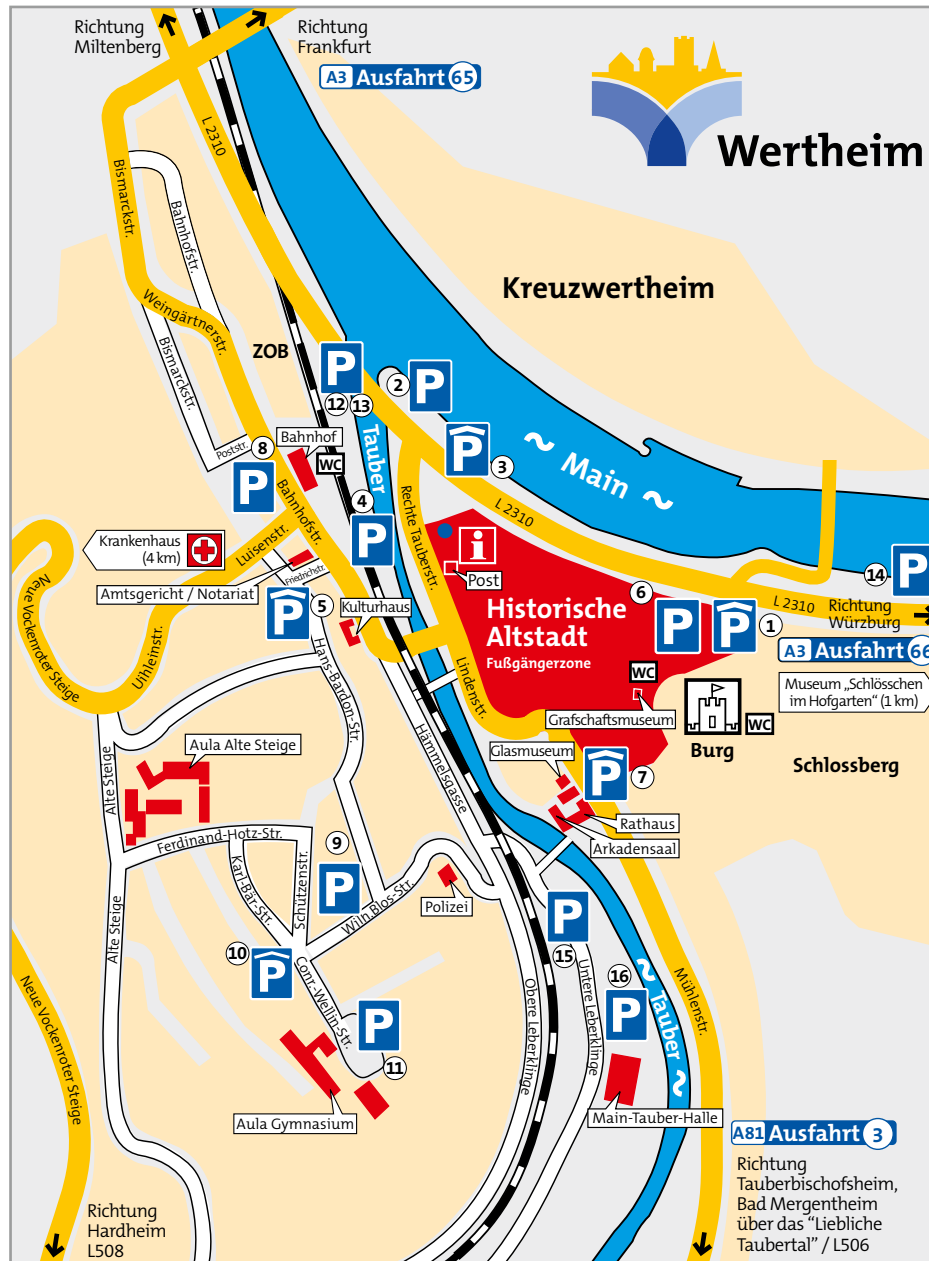 Richtung
Miltenberg
Richtung
Frankfurt
A3 Ausfahrt 65
Wertheim
L 2310
Bismarckstr.
Bahnhofstr.
Kreuzwertheim
Weingärtnerstr.
Bismarckstr.
ZOB
P
12
13
2
P
Tauber
P
3
~ Main ~
Poststr.
8
P
Bahnhof
WC
4
P
Bahnhofstr.
Rechte Tauberstr.
L 2310
Krankenhaus
(4 km)
Luisenstr.
Amtsgericht / Notariat
Friedrichstr.
P
5
Kulturhaus
i
Post
Historische
Altstadt
Fußgängerzone
6
P
P
1
14
P
L 2310
Richtung
Würzburg
A3 Ausfahrt 66
Museum „Schlösschen
im Hofgarten“ (1 km)
Neue Vockenroter Steige
Uihleinstr.
Hans-Bardon-Str.
Lindenstr.
WC
Grafschaftsmuseum
Burg
WC
Schlossberg
Glasmuseum
P
7
Rathaus
Arkadensaal
Hämmelsgasse
Aula Alte Steige
Alte Steige
Ferdinand-Hotz-Str.
Karl-Bär-Str.
Schützenstr.
9
P
Wilh.Blos-Str.
Polizei
Alte Steige
10
P
Conr.-Wellin-Str.
P
11
Aula Gymnasium
P
15
16
P
Obere Leberklinge
Untere Leberklinge
~ Tauber ~
Mühlenstr.
Main-Tauber-Halle
Neue Vockenroter Steige
Richtung
Hardheim
L508
A81 Ausfahrt 3
Richtung
Tauberbischofsheim,
Bad Mergentheim
über das “Liebliche
Taubertal” / L506